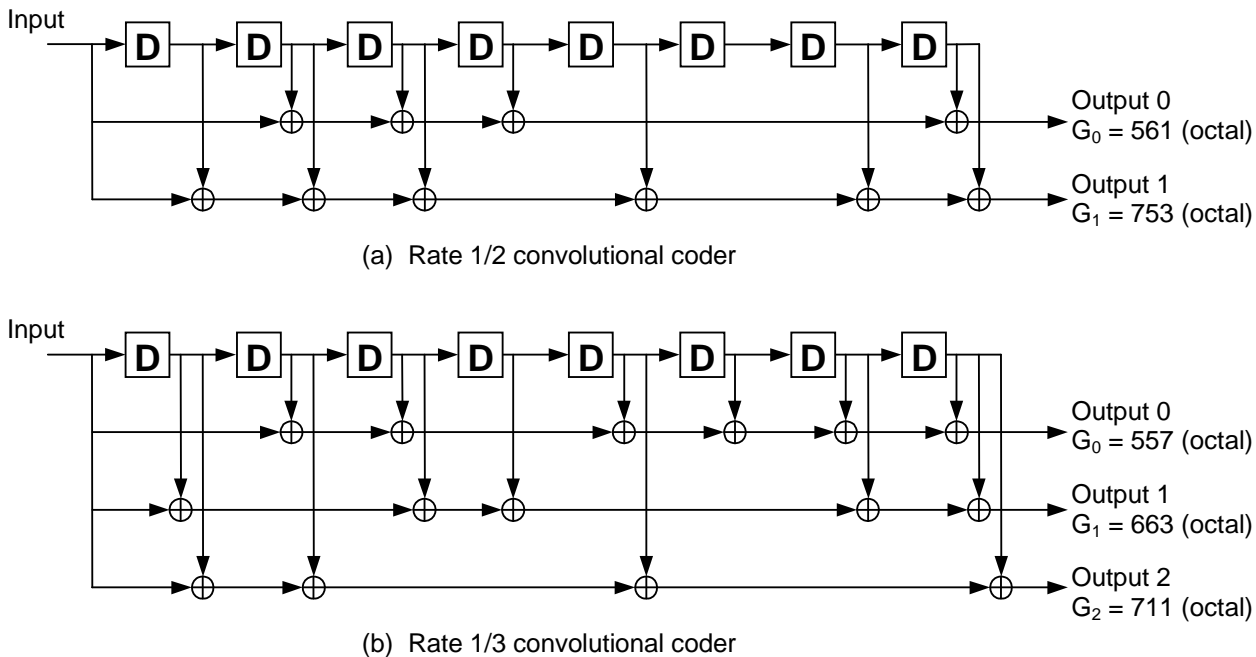 Input
D D D D D D D D
Output 0
G₀ = 561 (octal)
Output 1
G₁ = 753 (octal)
(a) Rate 1/2 convolutional coder
Input
D D D D D D D D
Output 0
G₀ = 557 (octal)
Output 1
G₁ = 663 (octal)
Output 2
G₂ = 711 (octal)
(b) Rate 1/3 convolutional coder